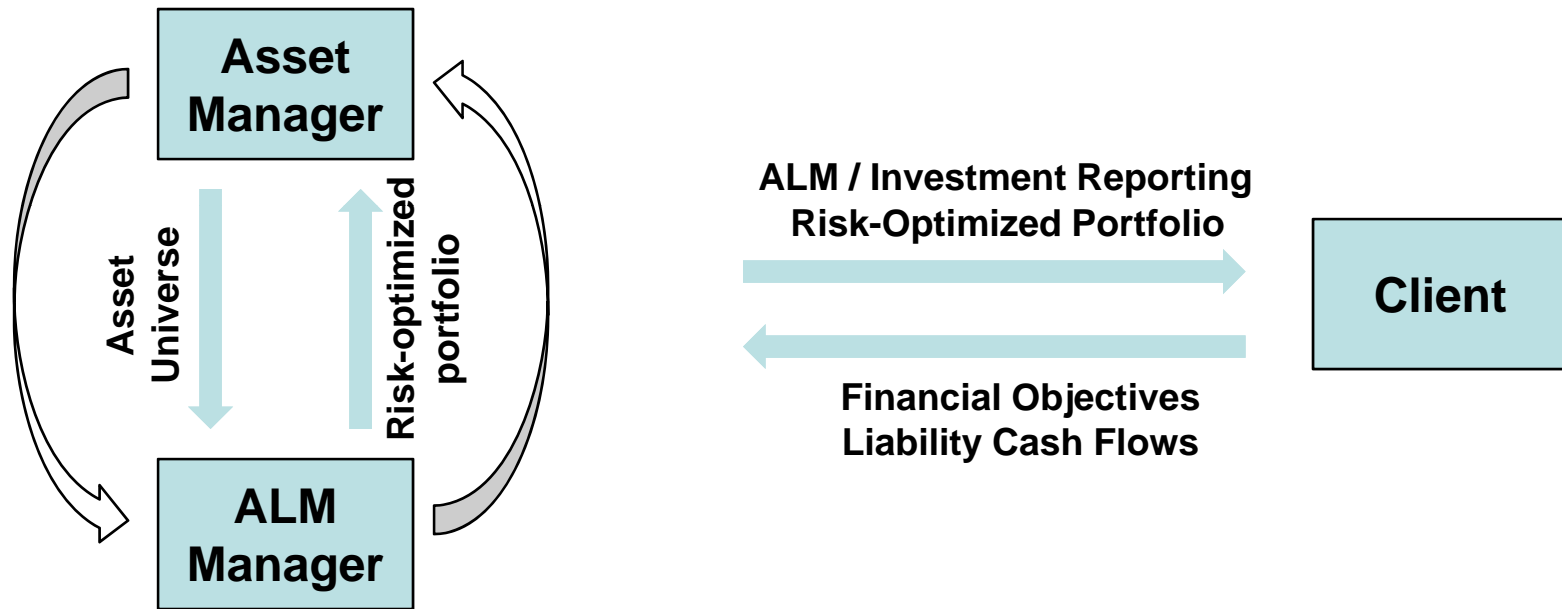 Asset
Manager
Asset
Universe
Risk-optimized
portfolio
ALM
Manager
ALM / Investment Reporting
Risk-Optimized Portfolio
Financial Objectives
Liability Cash Flows
Client